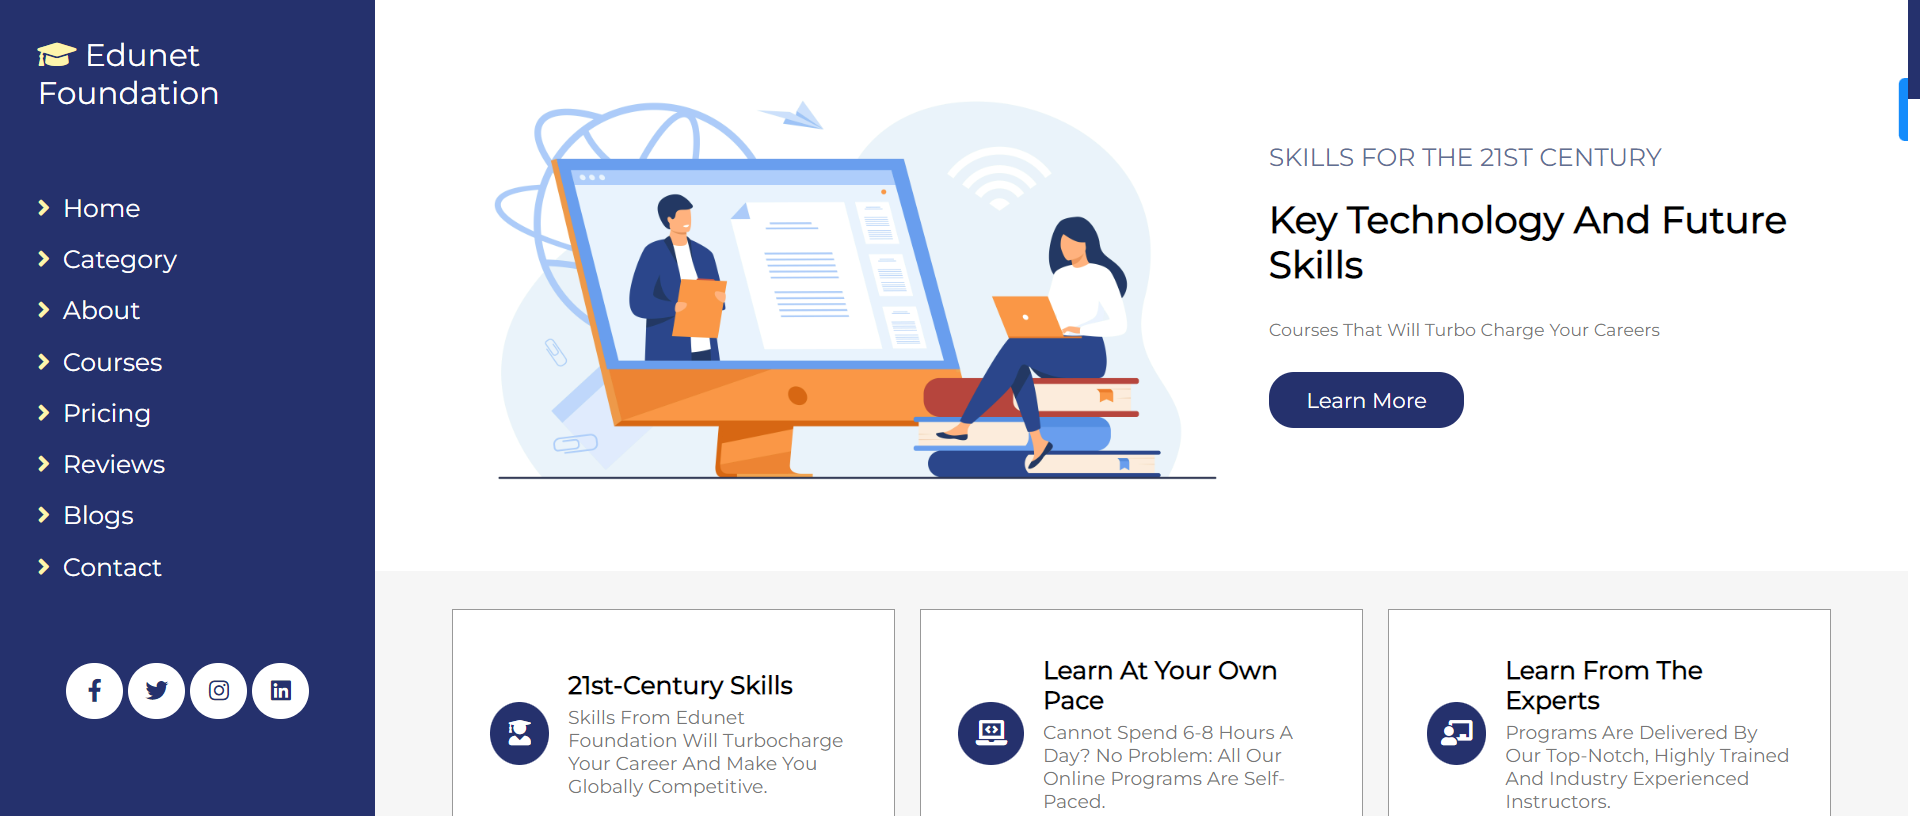 Edunet
Foundation
Home
Category
About
Courses
Pricing
Reviews
Blogs
Contact
SKILLS FOR THE 21ST CENTURY
Key Technology And Future
Skills
Courses That Will Turbo Charge Your Careers
Learn More
21st-Century Skills
Skills From Edunet
Foundation Will Turbocharge
Your Career And Make You
Globally Competitive.
Learn At Your Own
Pace
Cannot Spend 6-8 Hours A
Day? No Problem: All Our
Online Programs Are Self-
Paced.
Learn From The
Experts
Programs Are Delivered By
Our Top-Notch, Highly Trained
And Industry Experienced
Instructors.